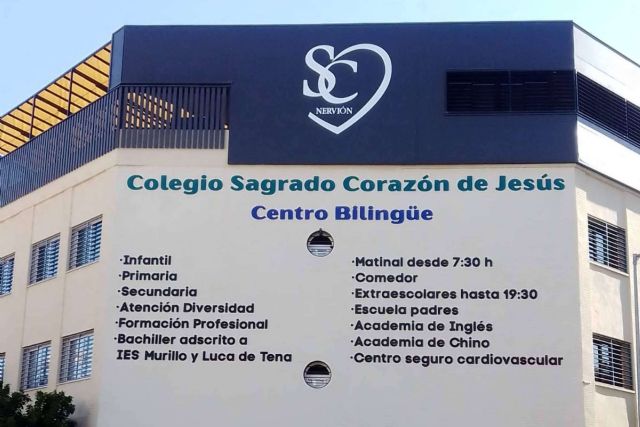 SC
NERVIÓN
Colegio Sagrado Corazón de Jesús
Centro Bilingüe
·Infantil
·Primaria
·Secundaria
·Atención Diversidad
·Formación Profesional
·Bachiller adscrito a
IES Murillo y Luca de Tena
·Matinal desde 7:30 h
·Comedor
·Extraescolares hasta 19:30
·Escuela padres
·Academia de Inglés
·Academia de Chino
·Centro seguro cardiovascular